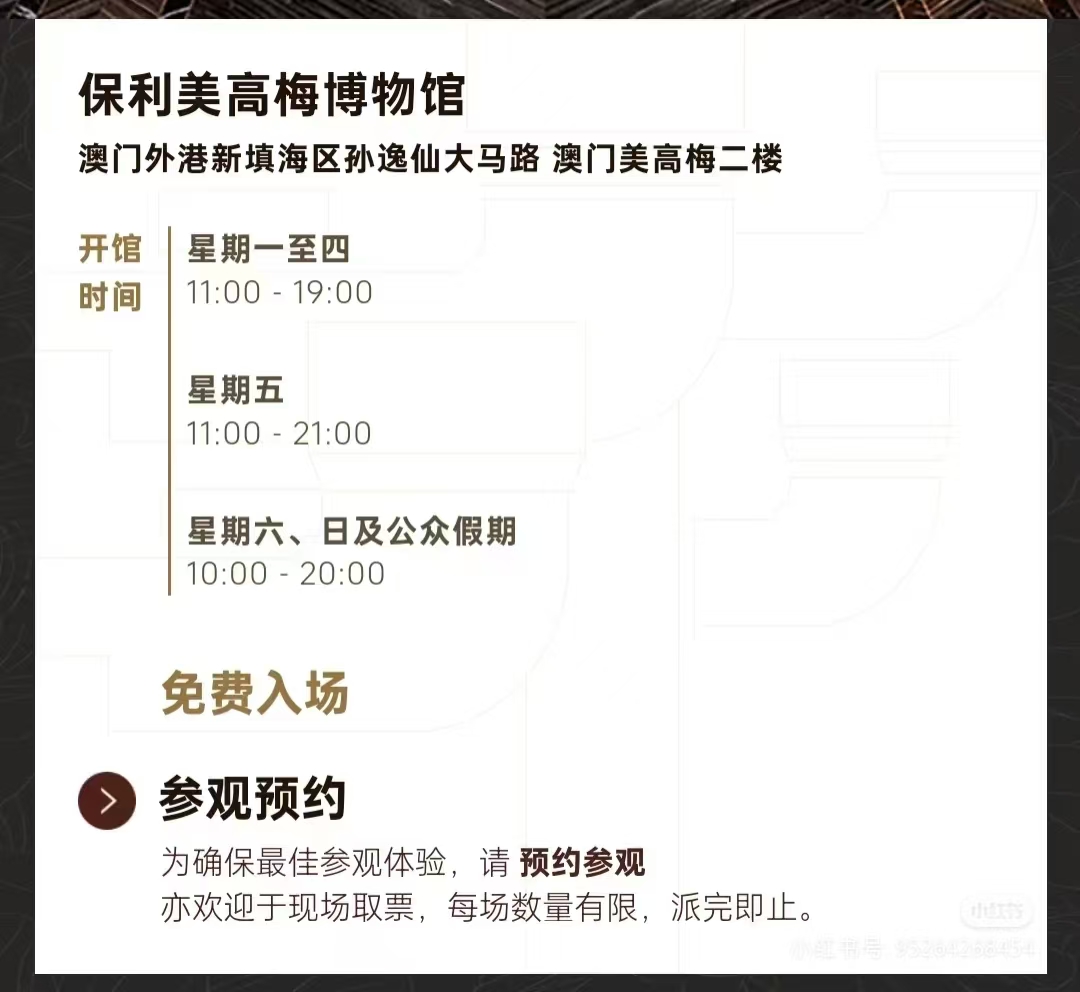 保利美高梅博物馆
澳门外港新填海区孙逸仙大马路 澳门美高梅二楼
开馆
时间
星期一至四
11:00 - 19:00
星期五
11:00 - 21:00
星期六、日及公众假期
10:00 - 20:00
免费入场
参观预约
为确保最佳参观体验，请 预约参观
亦欢迎于现场取票，每场数量有限，派完即止。
小红书
小红书号